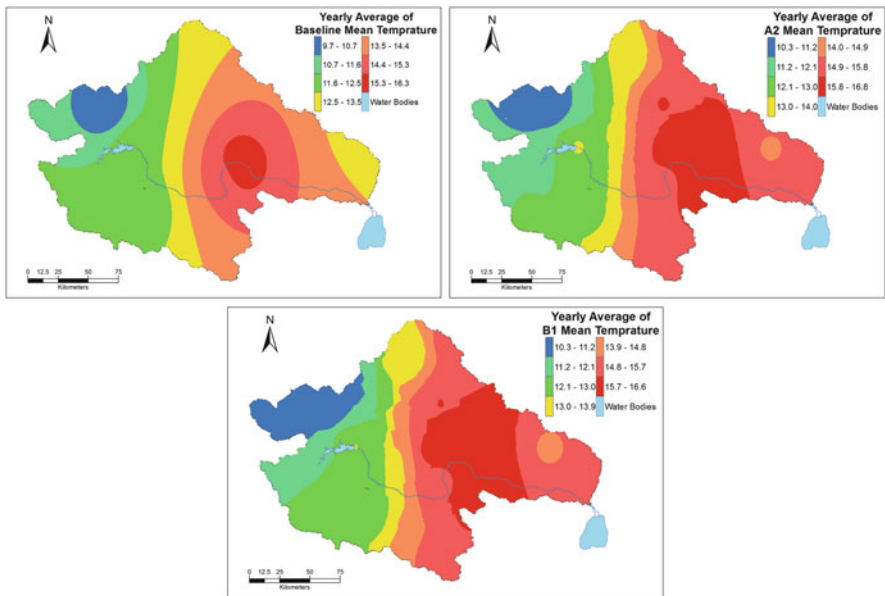 N
Yearly Average of
Baseline Mean Temprature
9.7 - 10.7 13.5 - 14.4
10.7 - 11.6 14.4 - 15.3
11.6 - 12.5 15.3 - 16.3
12.5 - 13.5 Water Bodies
0 12.5 25 50 75
Kilometers
N
Yearly Average of
A2 Mean Temprature
10.3 - 11.2 14.0 - 14.9
11.2 - 12.1 14.9 - 15.8
12.1 - 13.0 15.8 - 16.8
13.0 - 14.0 Water Bodies
0 12.5 25 50 75
Kilometers
N
Yearly Average of
B1 Mean Temprature
10.3 - 11.2 13.9 - 14.8
11.2 - 12.1 14.8 - 15.7
12.1 - 13.0 15.7 - 16.6
13.0 - 13.9 Water Bodies
0 12.5 25 50 75
Kilometers